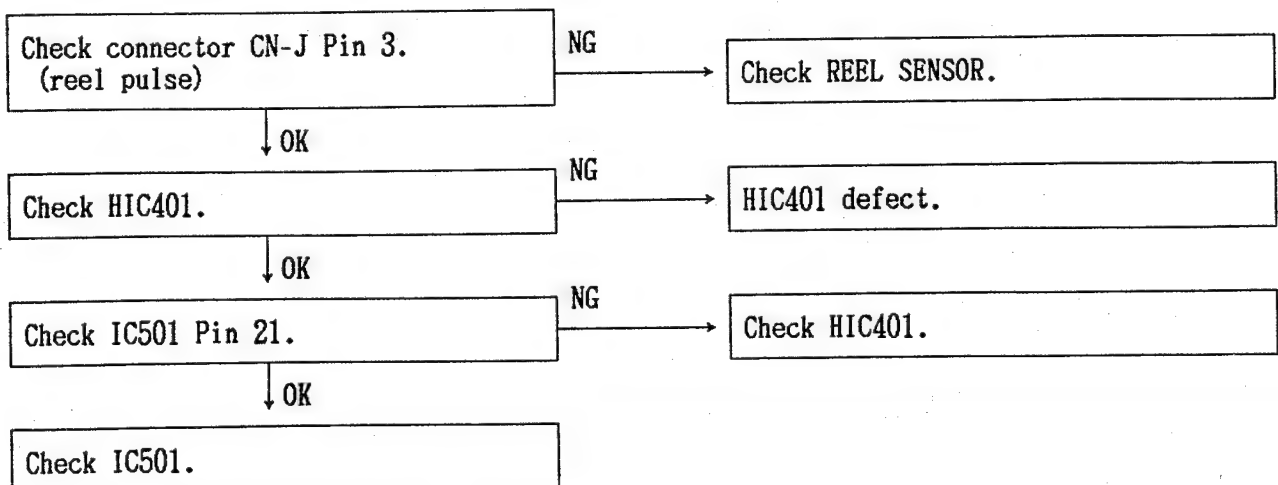 Check connector CN-J Pin 3.
(reel pulse)
NG
Check REEL SENSOR.
OK
Check HIC401.
NG
HIC401 defect.
OK
Check IC501 Pin 21.
NG
Check HIC401.
OK
Check IC501.